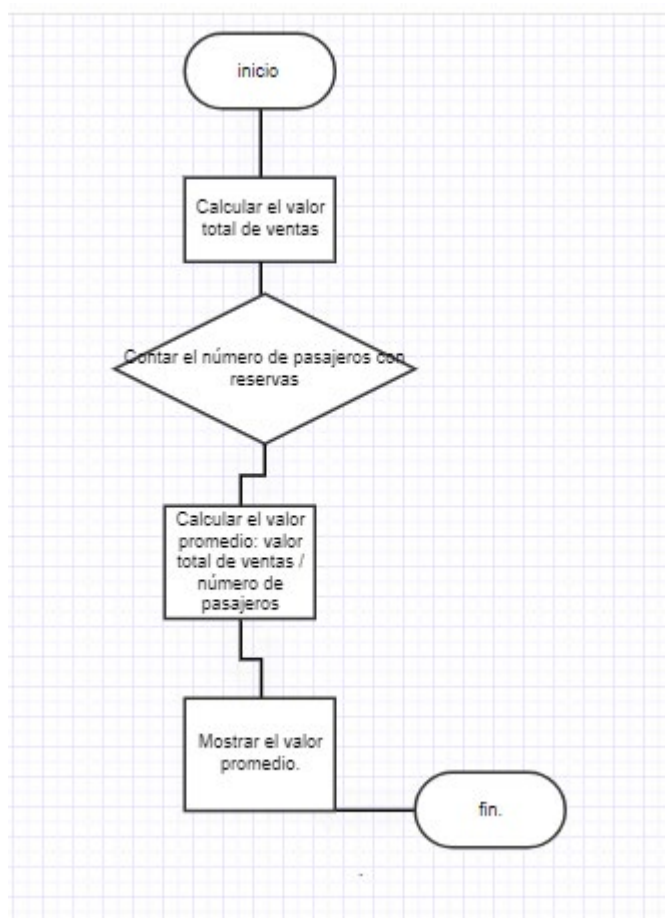 inicio
Calcular el valor
total de ventas
Contar el número de pasajeros con
reservas
Calcular el valor
promedio: valor
total de ventas /
número de
pasajeros
Mostrar el valor
promedio.
fin.